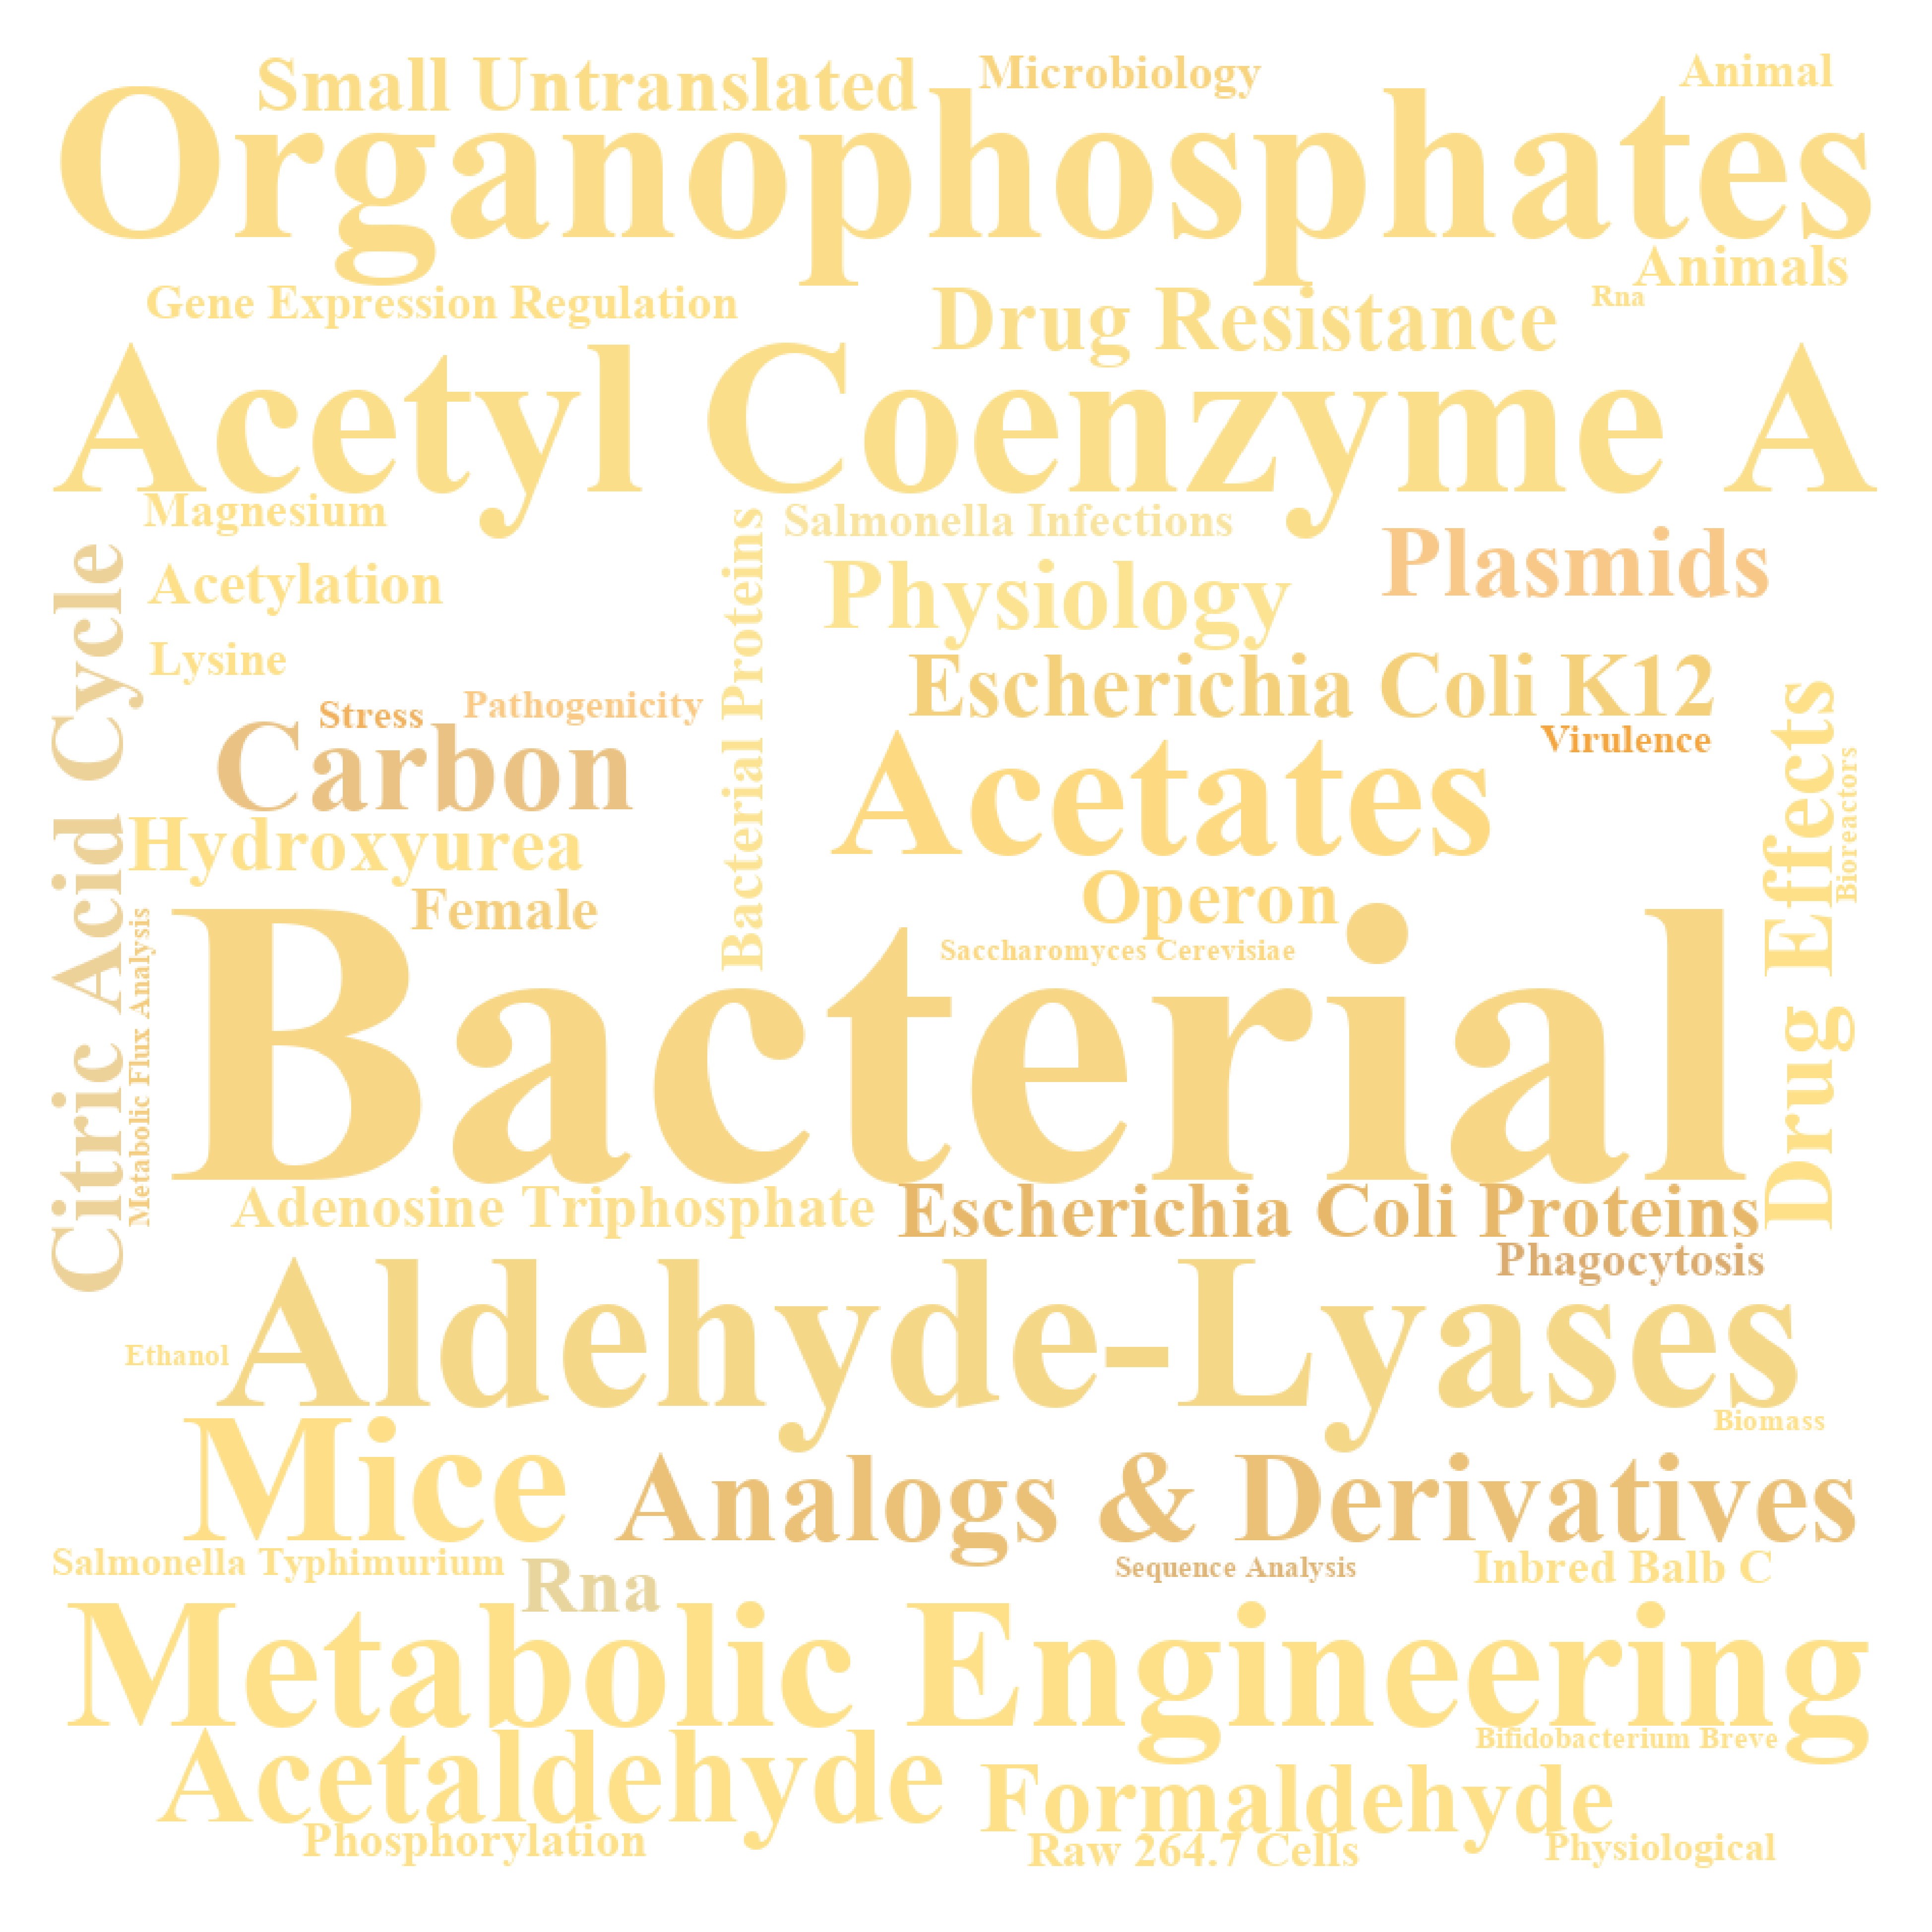 Small Untranslated
Microbiology
Animal
Organophosphates
Animals
Gene Expression Regulation
Drug Resistance
Rna
Acetyl Coenzyme A
Magnesium
Salmonella Infections
Plasmids
Citric Acid Cycle
Acetylation
Bacterial Proteins
Physiology
Lysine
Escherichia Coli K12
Stress
Pathogenicity
Virulence
Carbon
Acetates
Drug Effects
Bioreactors
Hydroxyurea
Female
Operon
Metabolic Flux Analysis
Saccharomyces Cerevisiae
Bacterial
Adenosine Triphosphate
Escherichia Coli Proteins
Phagocytosis
Aldehyde-Lyases
Ethanol
Biomass
Mice
Analogs & Derivatives
Salmonella Typhimurium
Rna
Sequence Analysis
Inbred Balb C
Metabolic Engineering
Bifidobacterium Breve
Acetaldehyde
Formaldehyde
Phosphorylation
Raw 264.7 Cells
Physiological